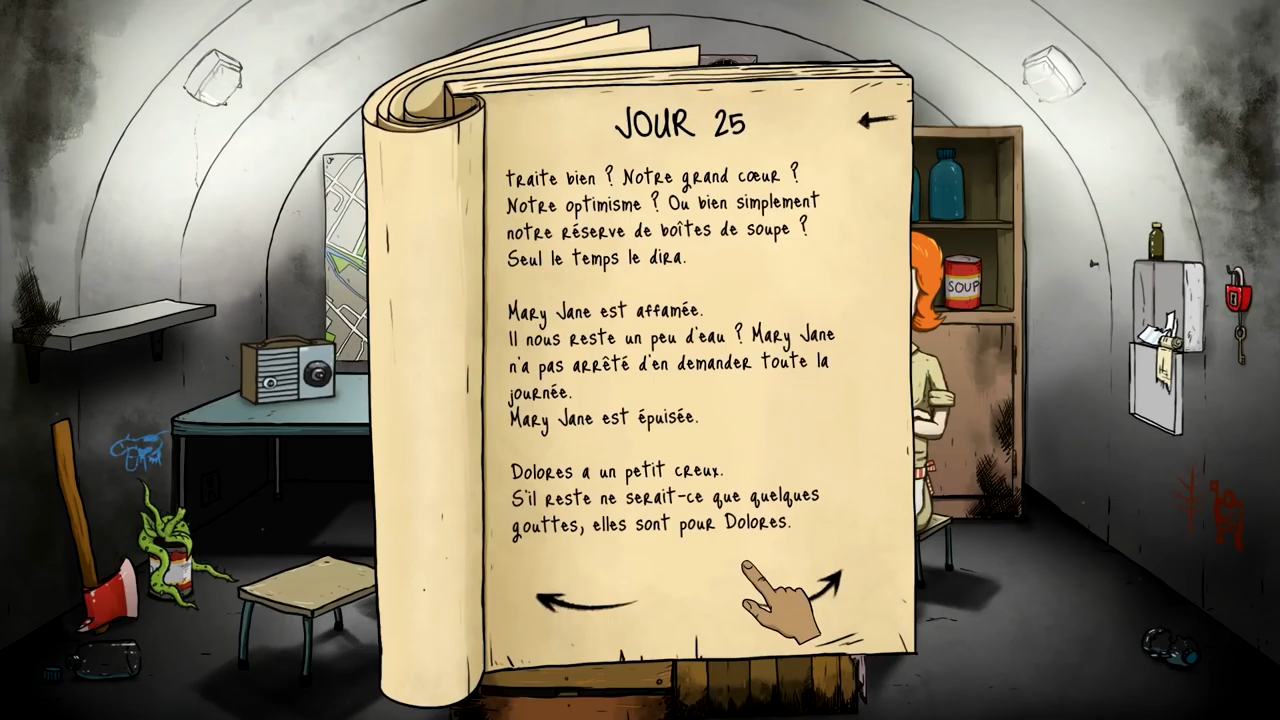 JOUR 25
traite bien ? Notre grand cœur ?
Notre optimisme ? Ou bien simplement
notre réserve de boîtes de soupe ?
Seul le temps le dira.
Mary Jane est affamée.
Il nous reste un peu d'eau ? Mary Jane
n'a pas arrêté d'en demander toute la
journée.
Mary Jane est épuisée.
Dolores a un petit creux.
S'il reste ne serait-ce que quelques
gouttes, elles sont pour Dolores.
SOUP